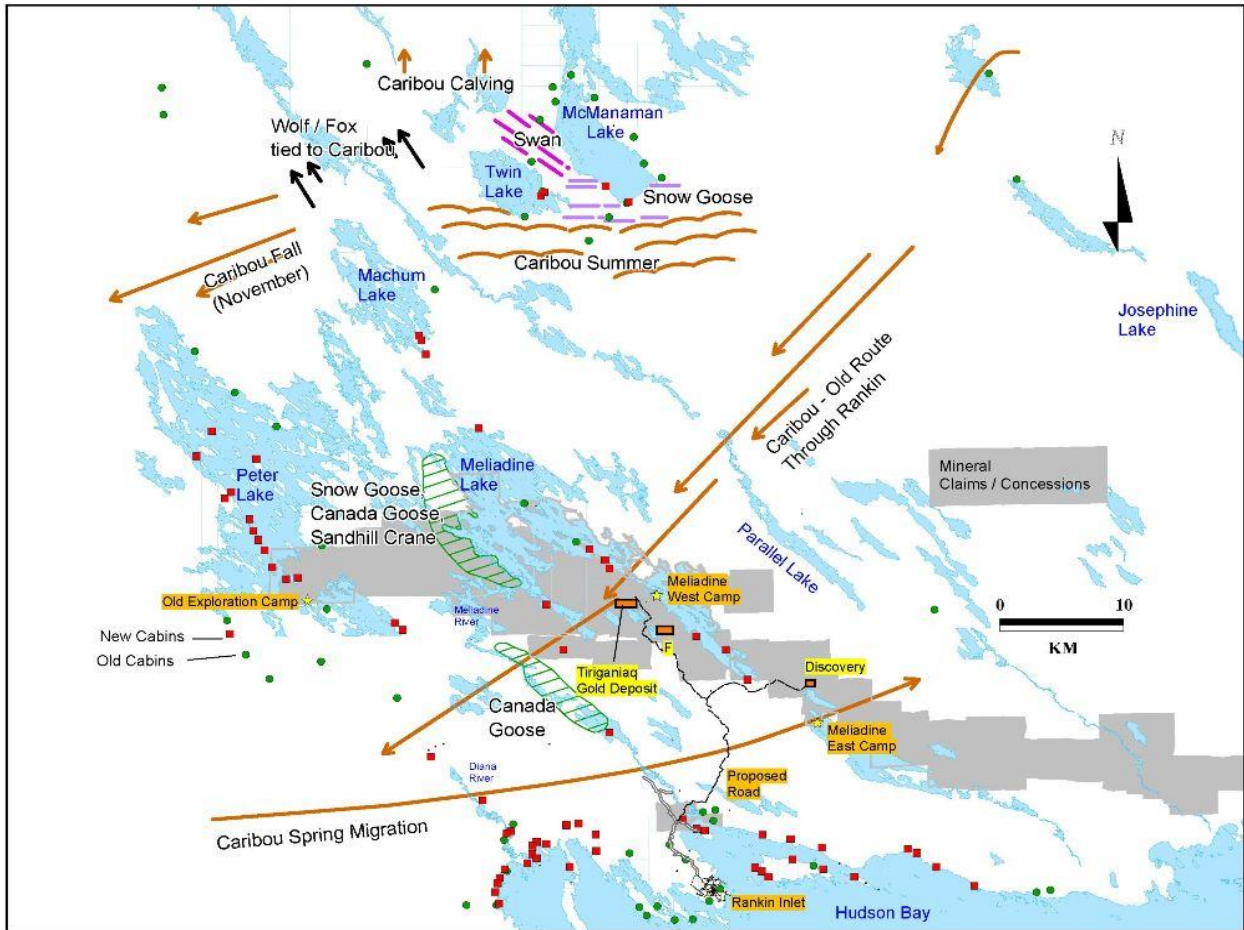 Caribou Calving
McManaman
Lake
N
Wolf / Fox
tied to Caribou
Swan
Twin
Lake
Snow Goose
Caribou Fall
(November)
Machum
Lake
Caribou Summer
Josephine
Lake
Caribou - Old Route
Through Rankin
Mineral
Claims / Concessions
Peter
Lake
Meliadine
Lake
Snow Goose,
Canada Goose,
Sandhill Crane
Parallel Lake
Old Exploration Camp
Meliadine
West Camp
0 10
KM
Meliadine
River
New Cabins
Old Cabins
F
Tiriganiaq
Gold Deposit
Discovery
Canada
Goose
Meliadine
East Camp
Diana
River
Proposed
Road
Caribou Spring Migration
Rankin Inlet
Hudson Bay